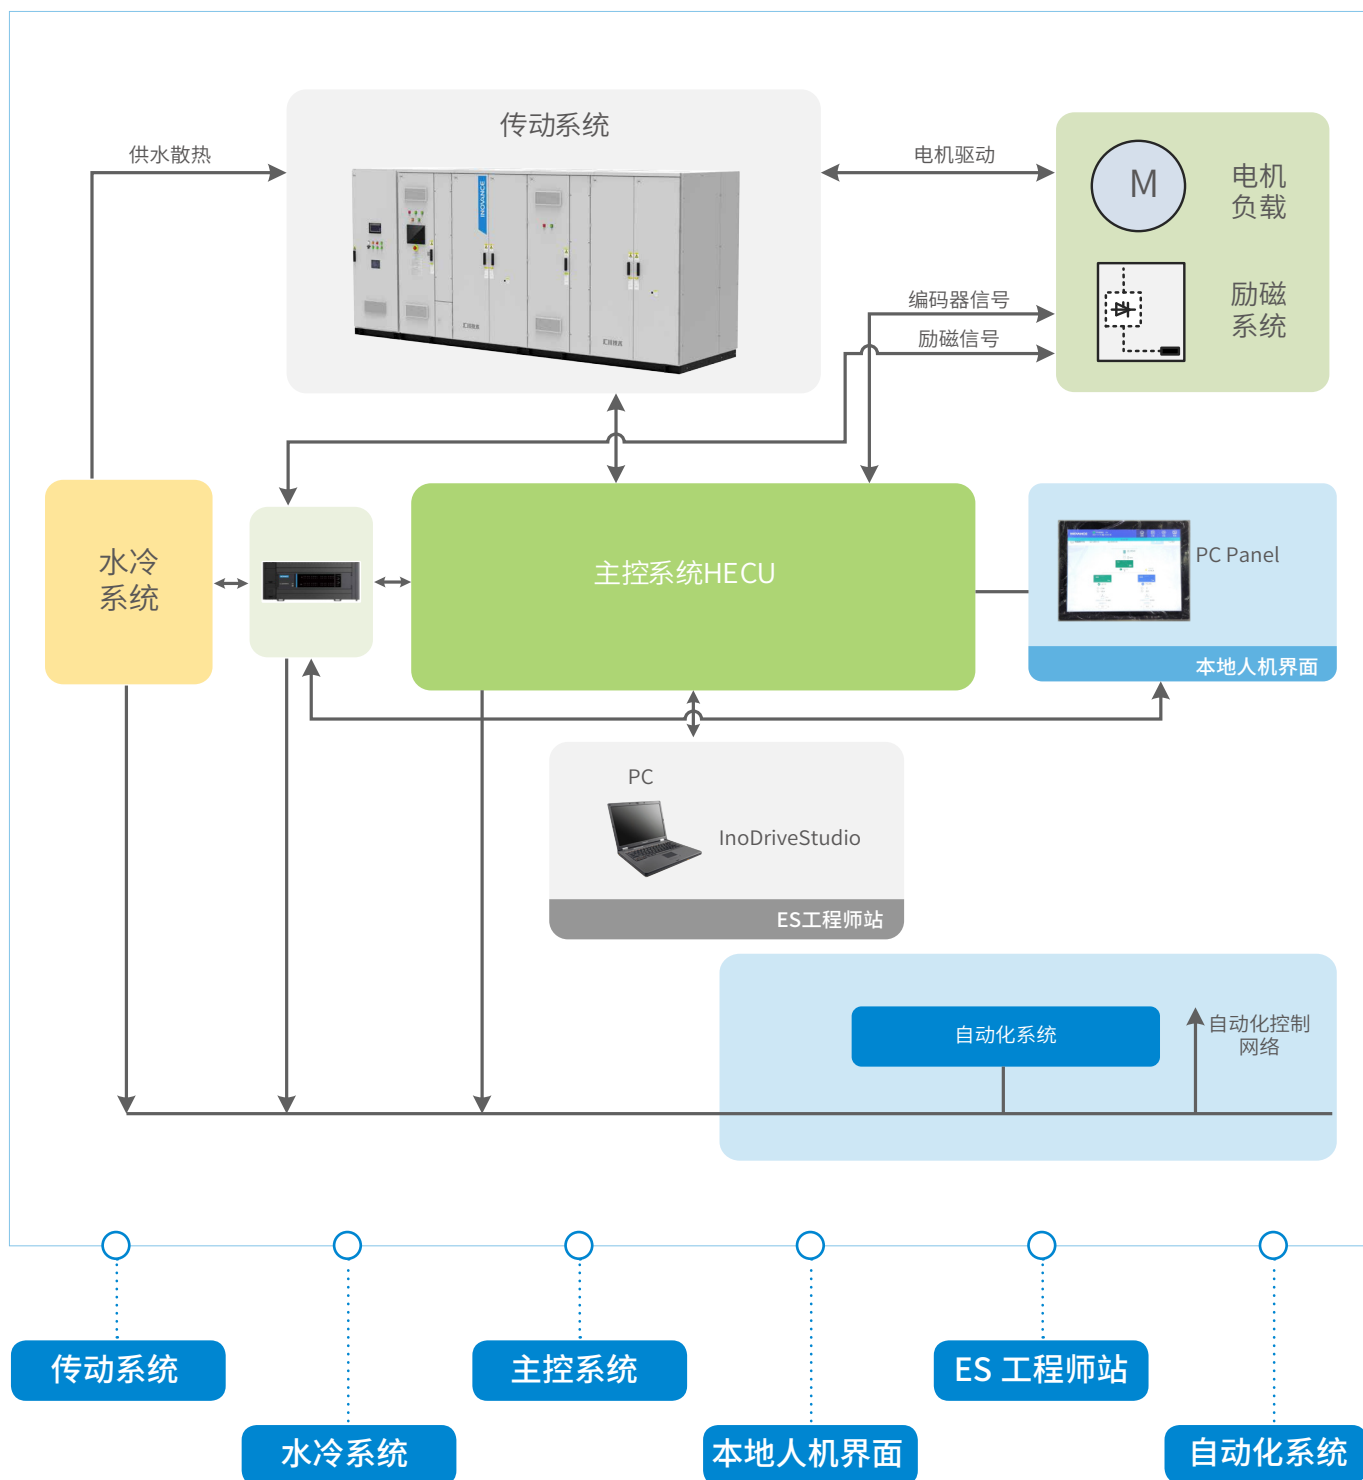 传动系统
供水散热
电机驱动
M
电机
负载
INOVANCE
编码器信号
励磁信号
励磁
系统
水冷
系统
主控系统HECU
PC Panel
本地人机界面
PC
InoDriveStudio
ES工程师站
自动化系统
自动化控制
网络
传动系统
主控系统
ES 工程师站
水冷系统
本地人机界面
自动化系统